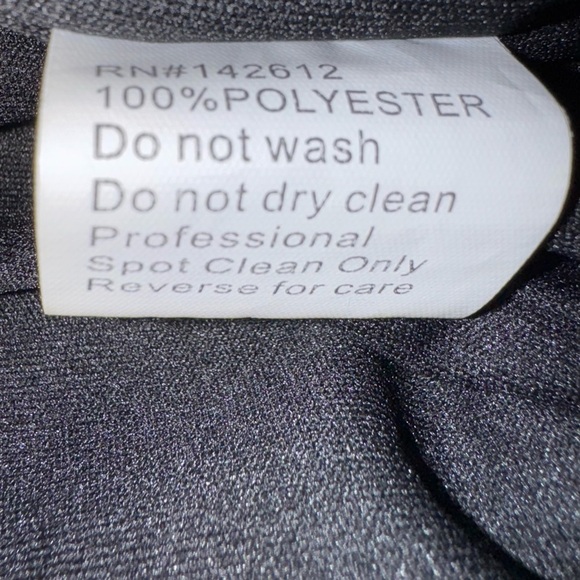 RN#142612
100%POLYESTER
Do not wash
Do not dry clean
Professional
Spot Clean Only
Reverse for care